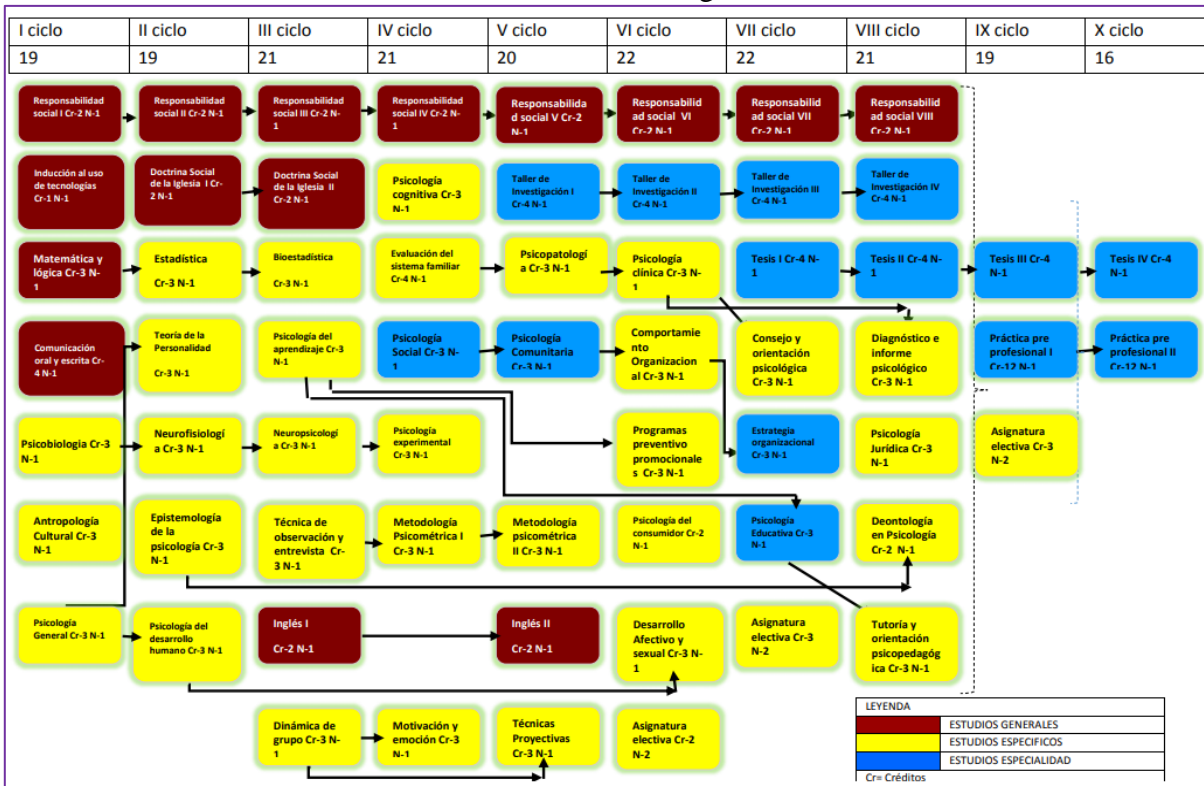 I ciclo II ciclo III ciclo IV ciclo V ciclo VI ciclo VII ciclo VIII ciclo IX ciclo X ciclo
19 19 21 21 20 22 22 21 19 16
Responsabilidad
social I Cr-2 N-1
Responsabilidad
social II Cr-2 N-1
Responsabilidad
social III Cr-2 N-
1
Responsabilidad
social IV Cr-2 N-
1
Responsabilida
d social V Cr-2
N-1
Responsabilid
ad social VI
Cr-2 N-1
Responsabilid
ad social VII
Cr-2 N-1
Responsabilid
ad social VIII
Cr-2 N-1
Inducción al uso
de tecnologías
Cr-1 N-1
Doctrina Social
de la Iglesia I Cr-
2 N-1
Doctrina Social
de la Iglesia II
Cr-2 N-1
Psicología
cognitiva Cr-3
N-1
Taller de
Investigación I
Cr-4 N-1
Taller de
Investigación II
Cr-4 N-1
Taller de
Investigación III
Cr-4 N-1
Taller de
Investigación IV
Cr-4 N-1
Matemática y
lógica Cr-3 N-
1
Estadística
Cr-3 N-1
Bioestadística
Cr-3 N-1
Evaluación del
sistema familiar
Cr-4 N-1
Psicopatologí
a Cr-3 N-1
Psicología
clínica Cr-3 N-
1
Tesis I Cr-4 N-
1
Tesis II Cr-4 N-
1
Tesis III Cr-4
N-1
Tesis IV Cr-4
N-1
Comunicación
oral y escrita Cr-
4 N-1
Teoría de la
Personalidad
Cr-3 N-1
Psicología del
aprendizaje Cr-3
N-1
Psicología
Social Cr-3 N-
1
Psicología
Comunitaria
Cr-3 N-1
Comportamie
nto
Organizacion
al Cr-3 N-1
Consejo y
orientación
psicológica
Cr-3 N-1
Diagnóstico e
informe
psicológico
Cr-3 N-1
Práctica pre
profesional I
Cr-12 N-1
Práctica pre
profesional II
Cr-12 N-1
Psicobiologia Cr-3
N-1
Neurofisiologí
a Cr-3 N-1
Neuropsicologí
a Cr-3 N-1
Psicología
experimental
Cr-3 N-1
Programas
preventivo
promocionale
s Cr-3 N-1
Estrategia
organizacional
Cr-3 N-1
Psicología
Jurídica Cr-3
N-1
Asignatura
electiva Cr-3
N-2
Antropología
Cultural Cr-3
N-1
Epistemología
de la
psicología Cr-3
N-1
Técnica de
observación y
entrevista Cr-
3 N-1
Metodología
Psicométrica I
Cr-3 N-1
Metodología
psicométrica
II Cr-3 N-1
Psicología del
consumidor Cr-2
N-1
Psicología
Educativa Cr-3
N-1
Deontología
en Psicología
Cr-2 N-1
Psicología
General Cr-3 N-1
Psicología del
desarrollo
humano Cr-3 N-1
Inglés I
Cr-2 N-1
Inglés II
Cr-2 N-1
Desarrollo
Afectivo y
sexual Cr-3 N-
1
Asignatura
electiva Cr-3
N-2
Tutoría y
orientación
psicopedagóg
ica Cr-3 N-1
Dinámica de
grupo Cr-3 N-
1
Motivación y
emoción Cr-3
N-1
Técnicas
Proyectivas
Cr-3 N-1
Asignatura
electiva Cr-2
N-2
LEYENDA
ESTUDIOS GENERALES
ESTUDIOS ESPECIFICOS
ESTUDIOS ESPECIALIDAD
Cr= Créditos